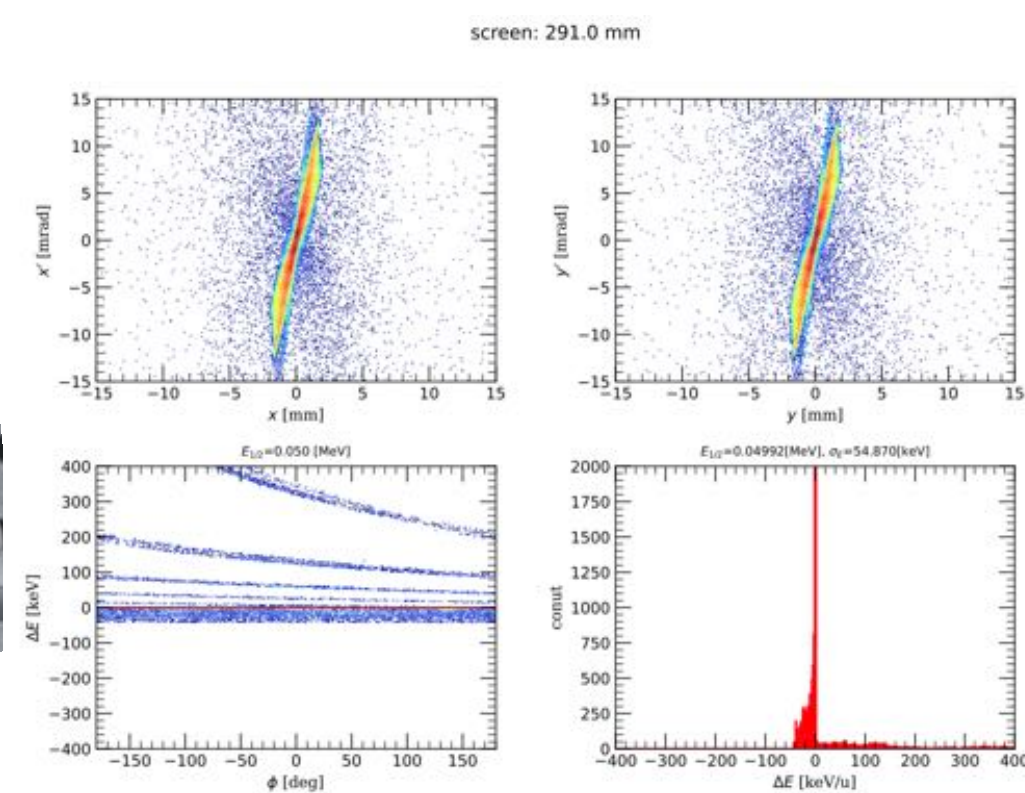 screen: 291.0 mm
15
10
5
0
−5
−10
−15
x′ [mrad]
−15 −10 −5 0 5 10 15
x [mm]
15
10
5
0
−5
−10
−15
y′ [mrad]
−15 −10 −5 0 5 10 15
y [mm]
E1/2=0.050 [MeV]
400
300
200
100
0
−100
−200
−300
−400
ΔE [keV]
−150 −100 −50 0 50 100 150
ϕ [deg]
E1/2=0.04992[MeV], σE=54.870[keV]
2000
1750
1500
1250
1000
750
500
250
0
conut
−400 −300 −200 −100 0 100 200 300 400
ΔE [keV/u]